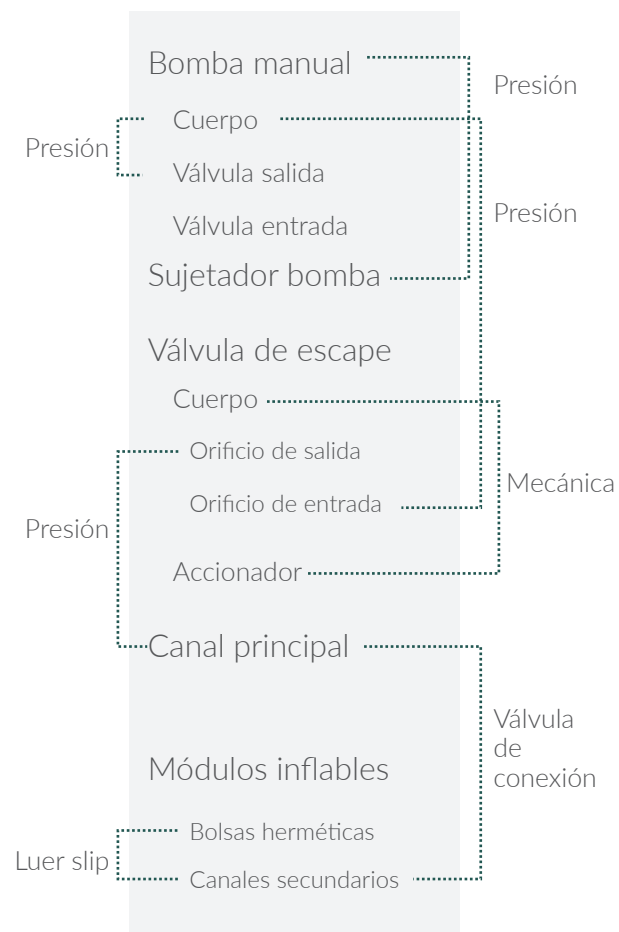 Bomba manual
Presión
Cuerpo
Presión
Válvula salida
Presión
Válvula entrada
Sujetador bomba
Válvula de escape
Cuerpo
Orificio de salida
Mecánica
Orificio de entrada
Presión
Accionador
Canal principal
Válvula
de
conexión
Módulos inflables
Bolsas herméticas
Luer slip
Canales secundarios